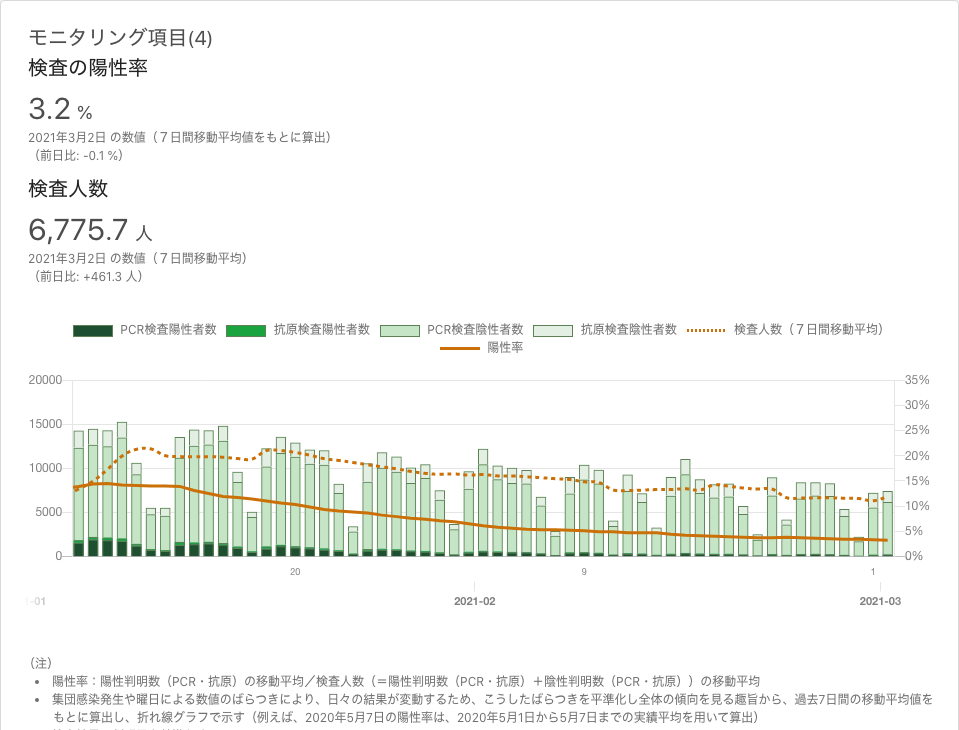 モニタリング項目(4)
検査の陽性率
3.2 %
2021年3月2日 の数値（７日間移動平均値をもとに算出）
（前日比: -0.1 %）
検査人数
6,775.7 人
2021年3月2日 の数値（７日間移動平均）
（前日比: +461.3 人）
PCR検査陽性者数 抗原検査陽性者数 PCR検査陰性者数 抗原検査陰性者数 検査人数（７日間移動平均）
陽性率
20000 35%
30%
15000 25%
20%
10000 15%
5000 10%
5%
0 0%
20 9 1
-01 2021-02 2021-03
（注）
• 陽性率：陽性判明数（PCR・抗原）の移動平均／検査人数（＝陽性判明数（PCR・抗原）＋陰性判明数（PCR・抗原））の移動平均
• 集団感染発生や曜日による数値のばらつきにより、日々の結果が変動するため、こうしたばらつきを平準化し全体の傾向を見る趣旨から、過去7日間の移動平均値を
もとに算出し、折れ線グラフで示す（例えば、2020年5月7日の陽性率は、2020年5月1日から5月7日までの実績平均を用いて算出）